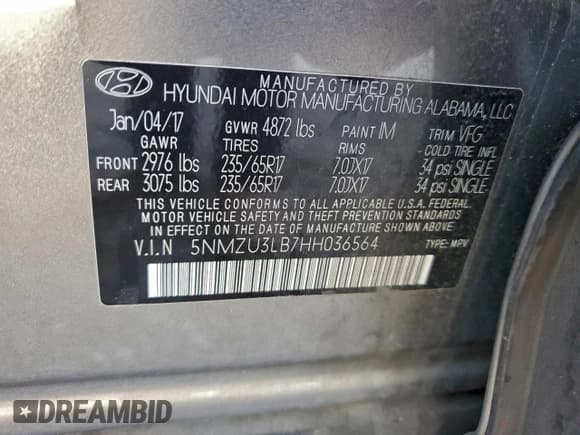 MANUFACTURED BY
HYUNDAI MOTOR MANUFACTURING ALABAMA, LLC
Jan/04/17 GVWR 4872 lbs PAINT IM TRIM VFG
GAWR TIRES RIMS COLD TIRE INFL
FRONT 2976 lbs 235/65R17 7.0JX17 34 psi SINGLE
REAR 3075 lbs 235/65R17 7.0JX17 34 psi SINGLE
THIS VEHICLE CONFORMS TO ALL APPLICABLE U.S.A. FEDERAL
MOTOR VEHICLE SAFETY AND THEFT PREVENTION STANDARDS
IN EFFECT ON THE DATE OF MANUFACTURE SHOWN ABOVE.
V.I.N 5NMZU3LB7HH036564 TYPE: MPV
DREAMBID